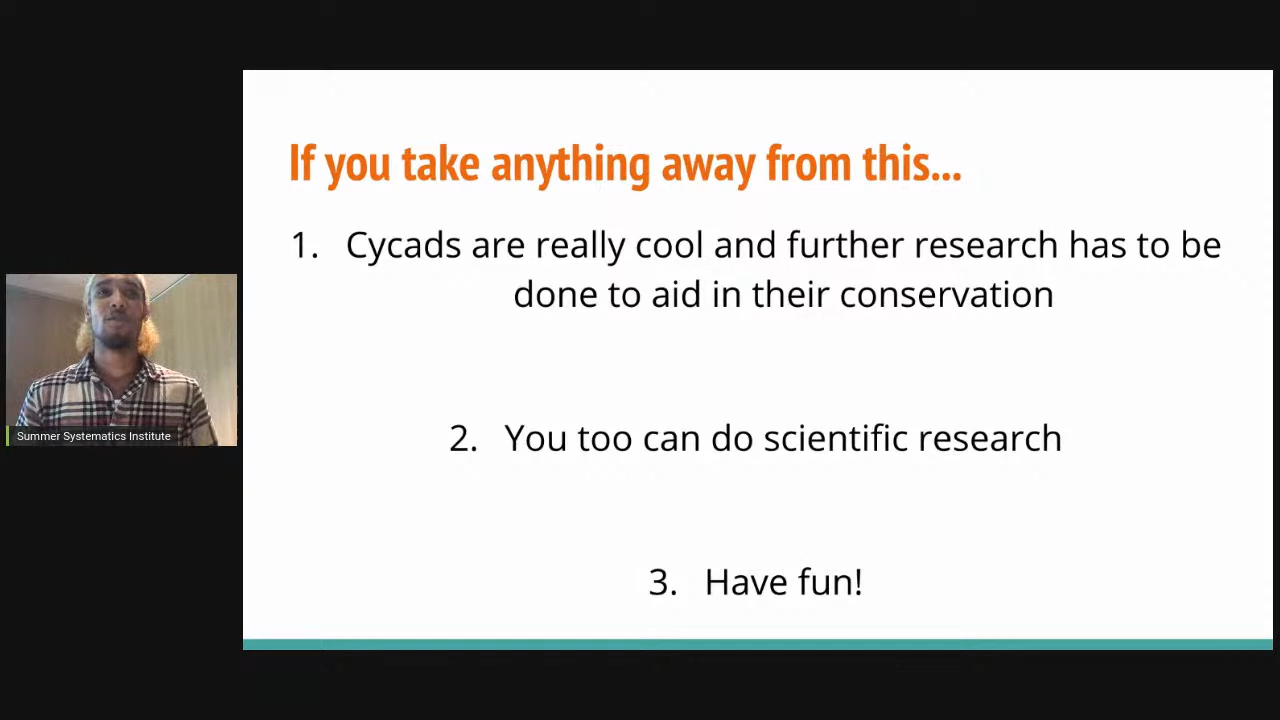 If you take anything away from this...
1. Cycads are really cool and further research has to be
done to aid in their conservation
2. You too can do scientific research
3. Have fun!
Summer Systematics Institute